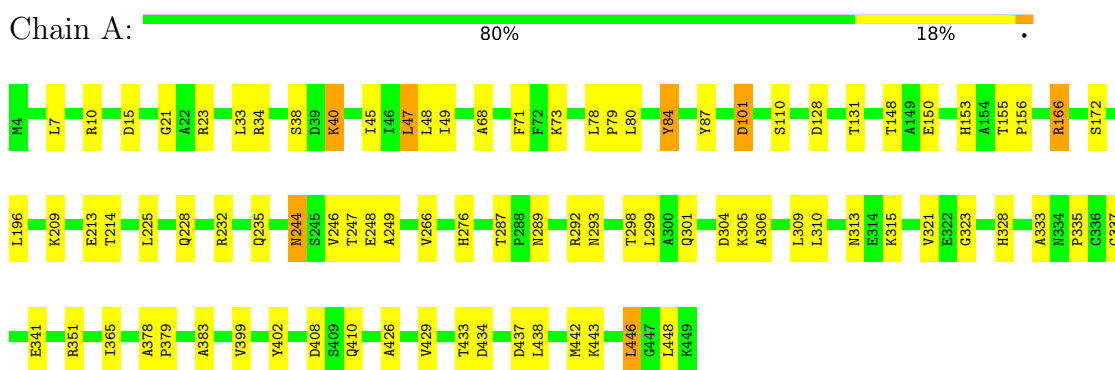 Chain A:
80% 18% •
M4 L7 R10 D15 G21 A22 R23 L33 R34 S38 D39 K40 I45 I46 L47 L48 I49 A68 F71 F72 K73 L78 P79 L80 Y84 Y87 D101 S110 D128 T131 T148 A149 E150 H153 A154 T155 P156 R166 S172
L196 K209 E213 T214 L225 Q228 R232 Q235 N244 S245 V246 T247 E248 A249 V266 H276 T287 P288 N289 R292 N293 T298 L299 A300 Q301 D304 K305 A306 L309 L310 N313 E314 K315 V321 E322 G323 H328 A333 N334 P335 C336
E341 R351 I365 A378 P379 A383 V399 Y402 D408 S409 Q410 A426 V429 T433 D434 D437 L438 M442 K443 L446 G447 L448 K449